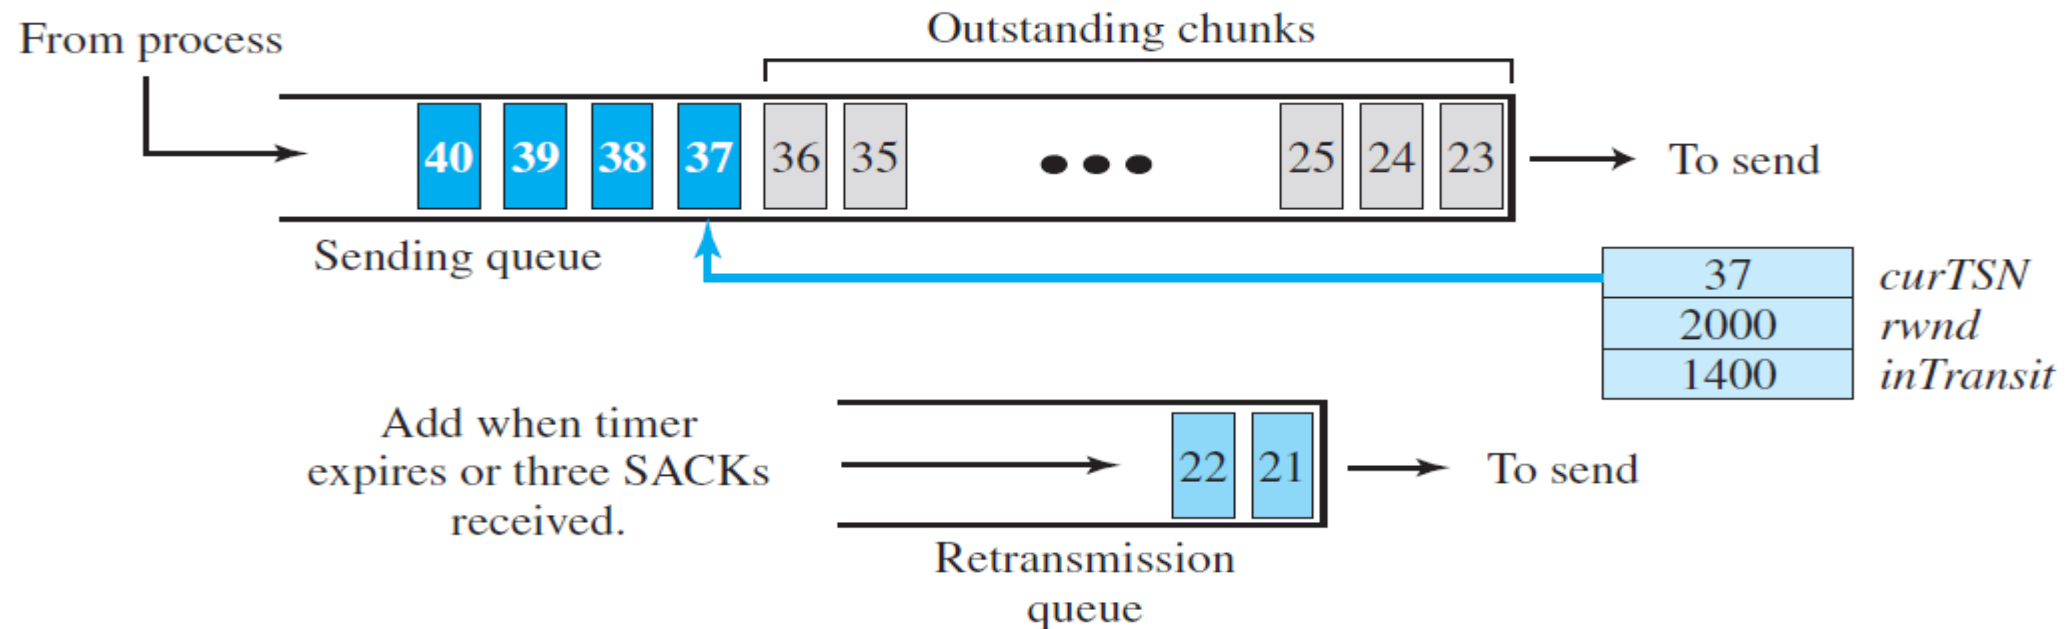 From process
Outstanding chunks
40 39 38 37 36 35 ••• 25 24 23
To send
Sending queue
37 curTSN
2000 rwnd
1400 inTransit
Add when timer
expires or three SACKs
received.
22 21
To send
Retransmission
queue